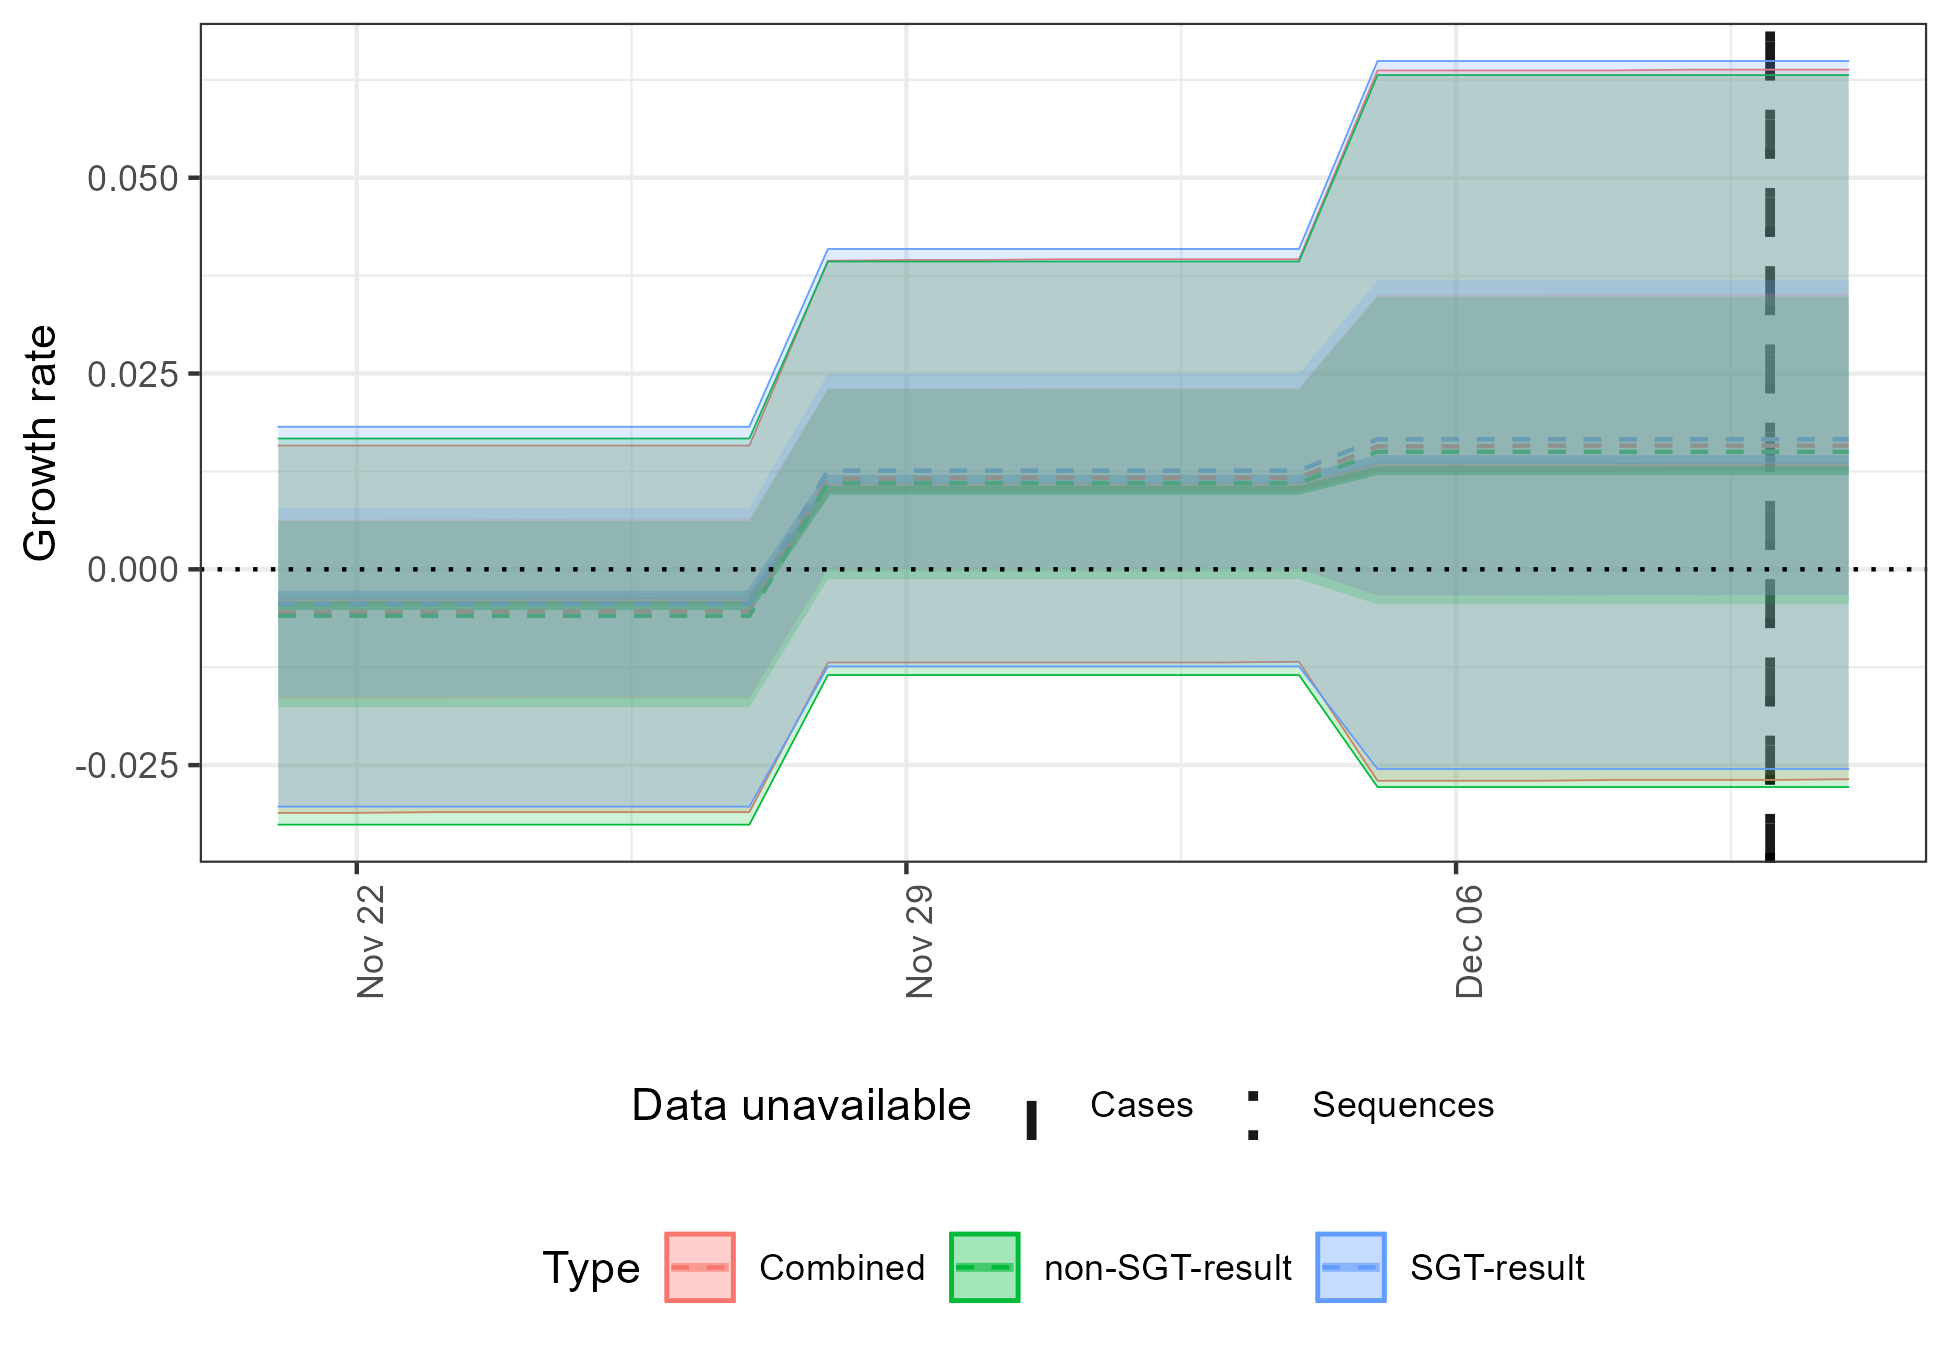 Growth rate
0.050
0.025
0.000
-0.025
Nov 22
Nov 29
Dec 06
Data unavailable Cases Sequences
Type Combined non-SGT-result SGT-result